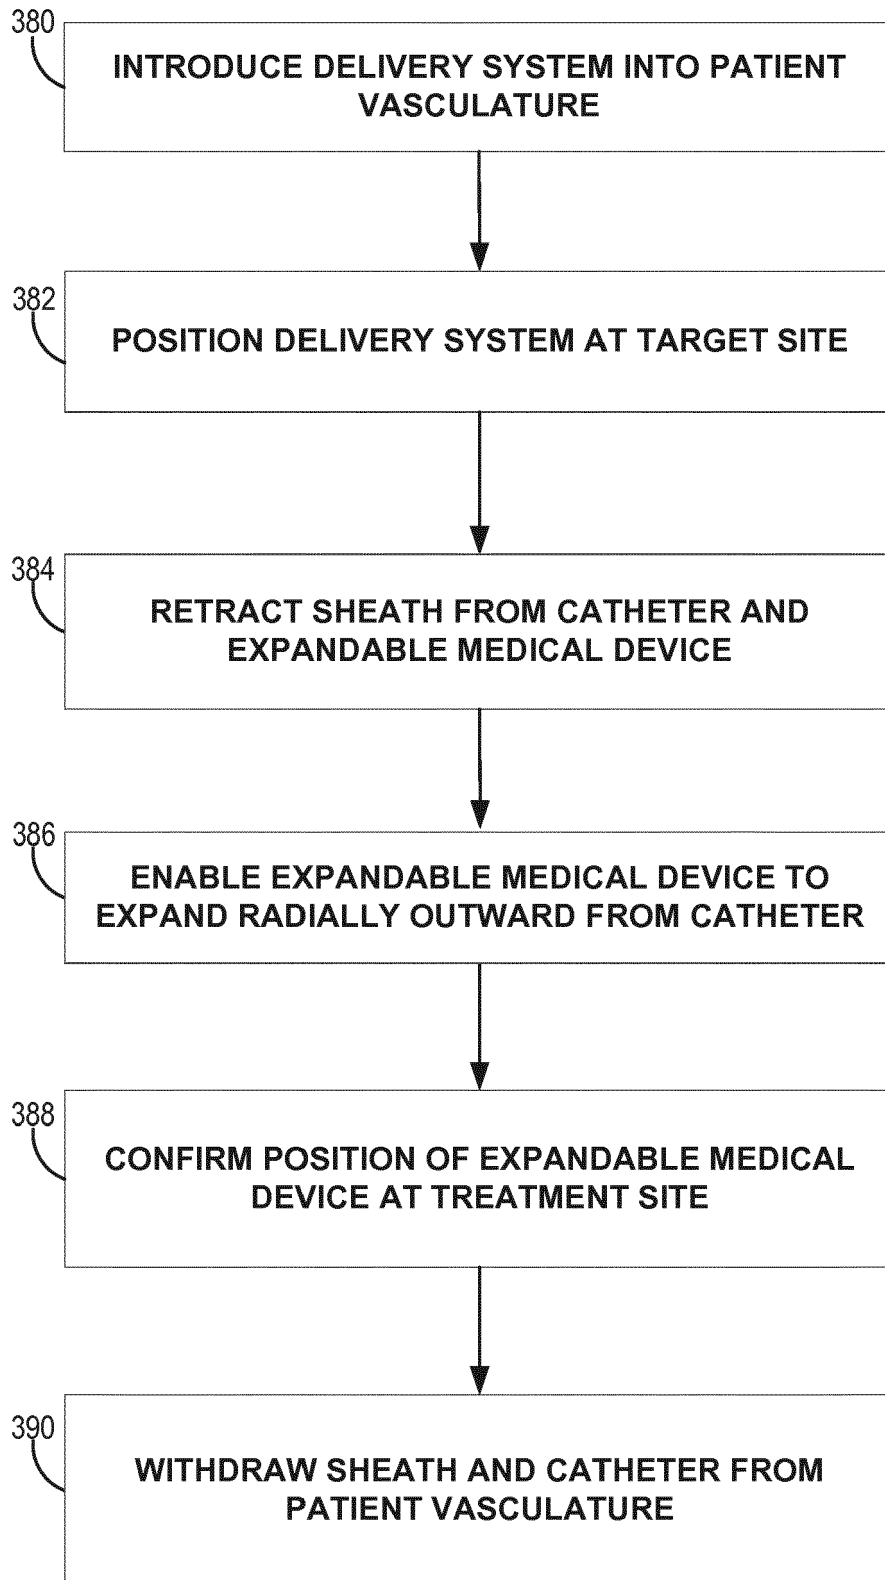 380
INTRODUCE DELIVERY SYSTEM INTO PATIENT
VASCULATURE
382
POSITION DELIVERY SYSTEM AT TARGET SITE
384
RETRACT SHEATH FROM CATHETER AND
EXPANDABLE MEDICAL DEVICE
386
ENABLE EXPANDABLE MEDICAL DEVICE TO
EXPAND RADIALLY OUTWARD FROM CATHETER
388
CONFIRM POSITION OF EXPANDABLE MEDICAL
DEVICE AT TREATMENT SITE
390
WITHDRAW SHEATH AND CATHETER FROM
PATIENT VASCULATURE